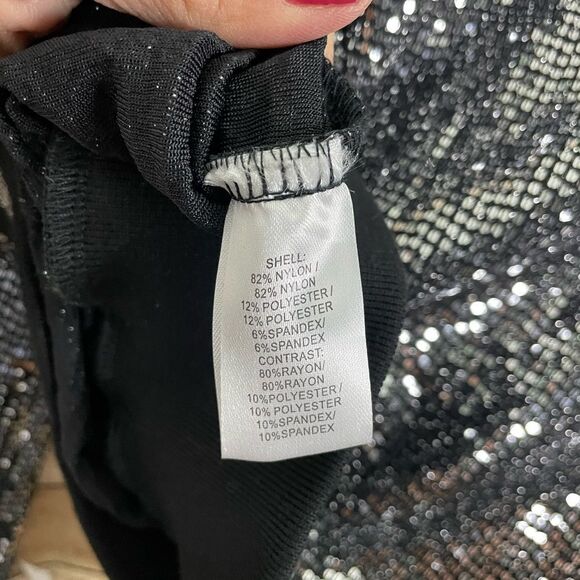 SHELL:
82% NYLON /
82% NYLON
12% POLYESTER /
12% POLYESTER
6% SPANDEX/
6%SPANDEX
CONTRAST:
80%RAYON/
80%RAYON
10%POLYESTER /
10% POLYESTER
10%SPANDEX/
10%SPANDEX